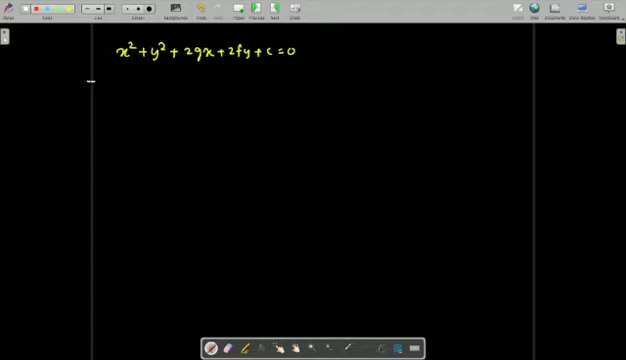 x² + y² + 2gx + 2fy + c = 0